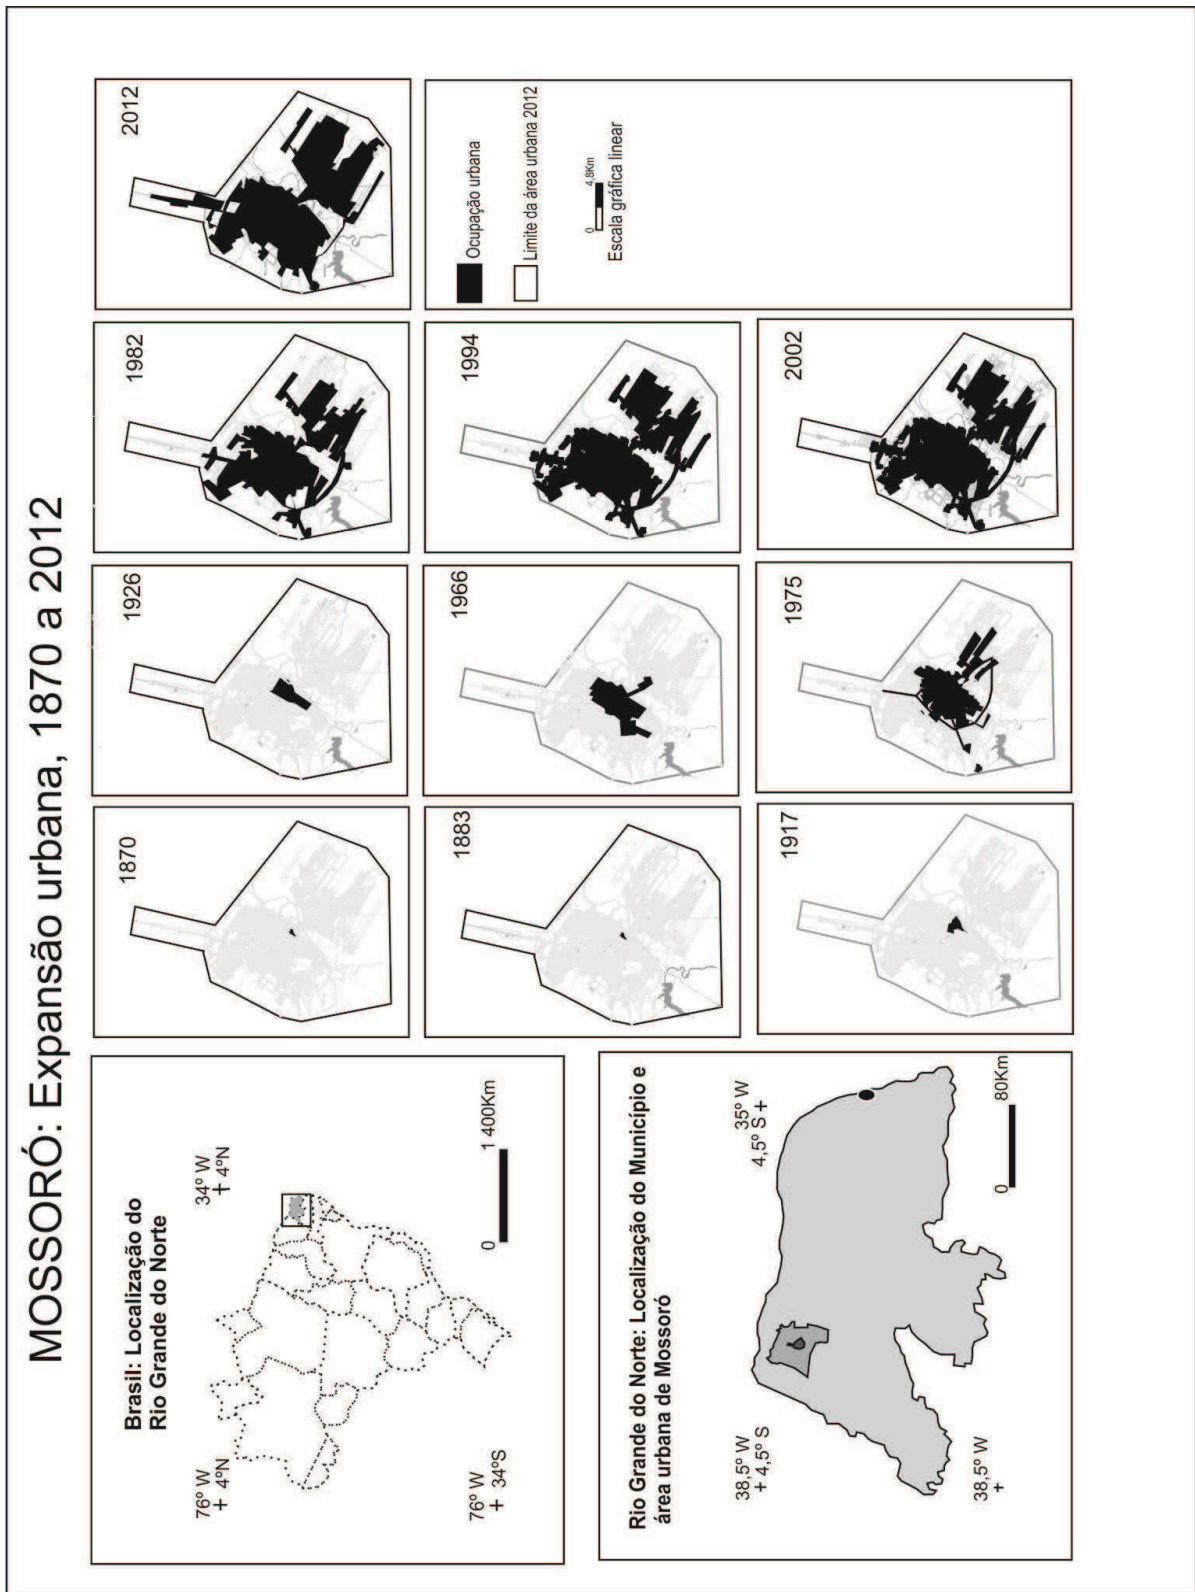 MOSSORÓ: Expansão urbana, 1870 a 2012
Brasil: Localização do
Rio Grande do Norte
76º W
+ 4ºN
34º W
+ 4ºN
76º W
+ 34ºS
0 1 400Km
Rio Grande do Norte: Localização do Município e
área urbana de Mossoró
38,5º W
+ 4,5º S
35º W
4,5º S +
38,5º W
+
0 80Km
1870
1926
1982
2012
1883
1966
1994
Ocupação urbana
Limite da área urbana 2012
0 4,8Km
Escala gráfica linear
1917
1975
2002